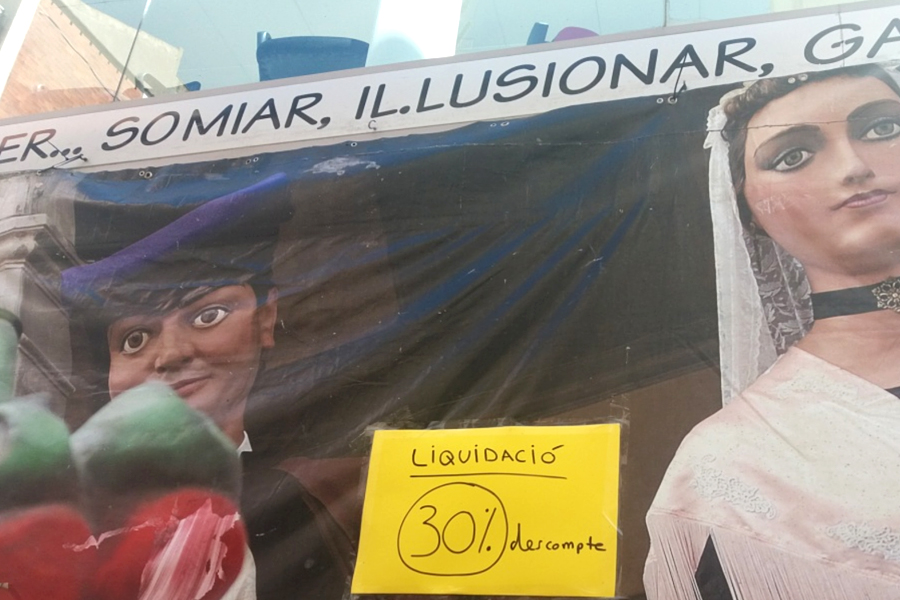 ER... SOMIAR, IL.LUSIONAR, GA
LIQUIDACIÓ
30% descompte